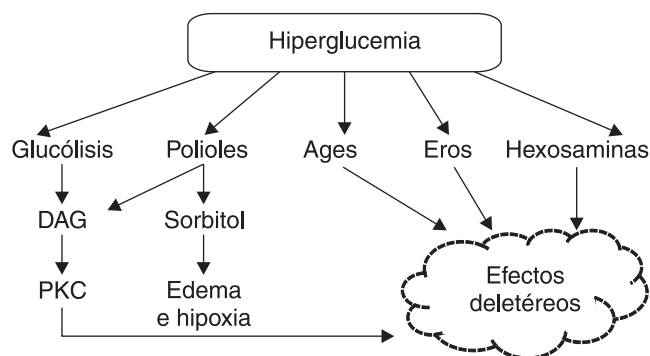 Hiperglucemia
Glucólisis Polioles Ages Eros Hexosaminas
DAG Sorbitol
PKC Edema
e hipoxia
Efectos
deletéreos